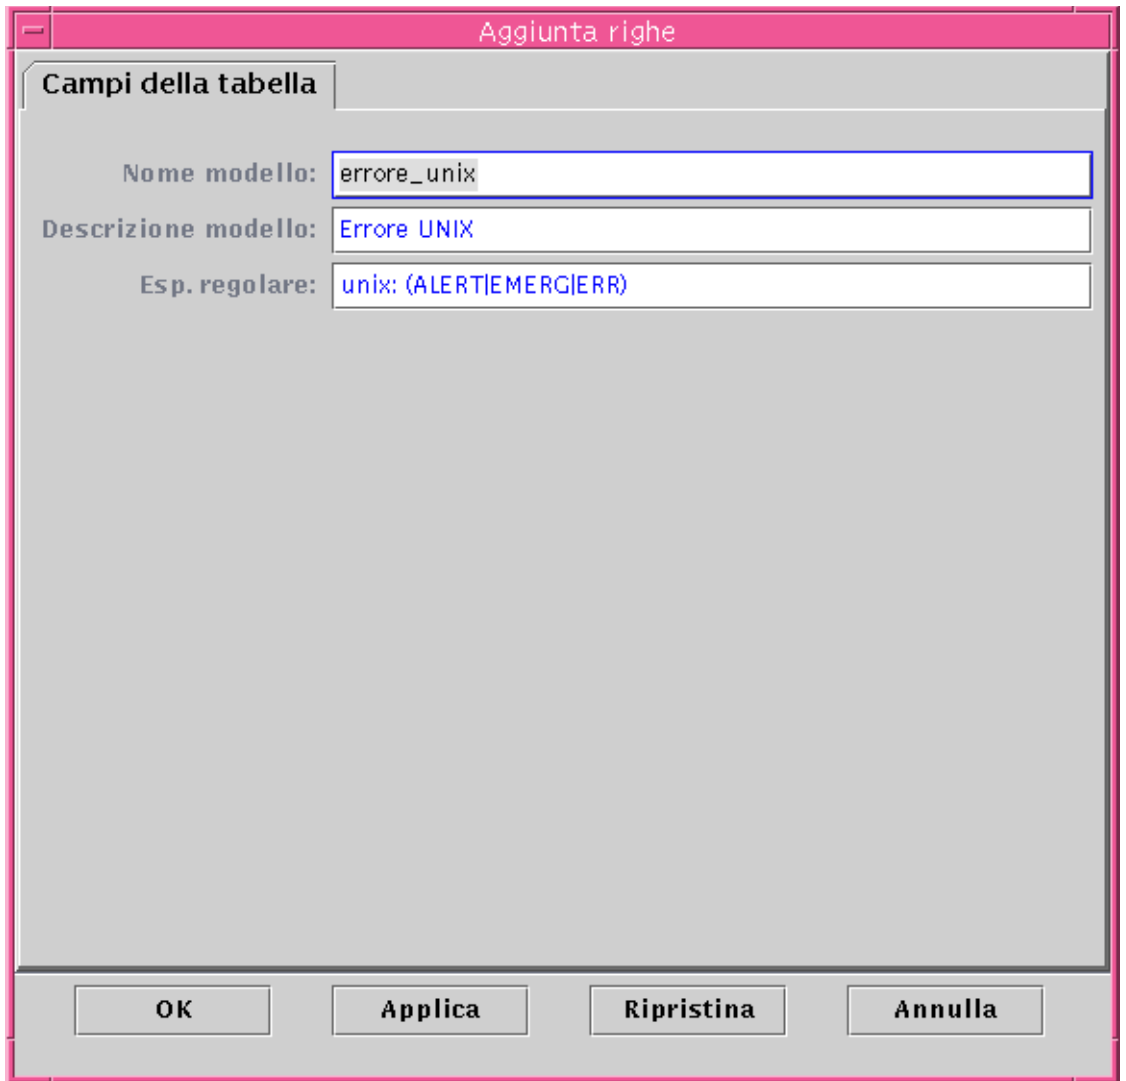 Aggiunta righe
Campi della tabella
Nome modello: errore_unix
Descrizione modello: Errore UNIX
Esp. regolare: unix: (ALERT|EMERG|ERR)
OK Applica Ripristina Annulla